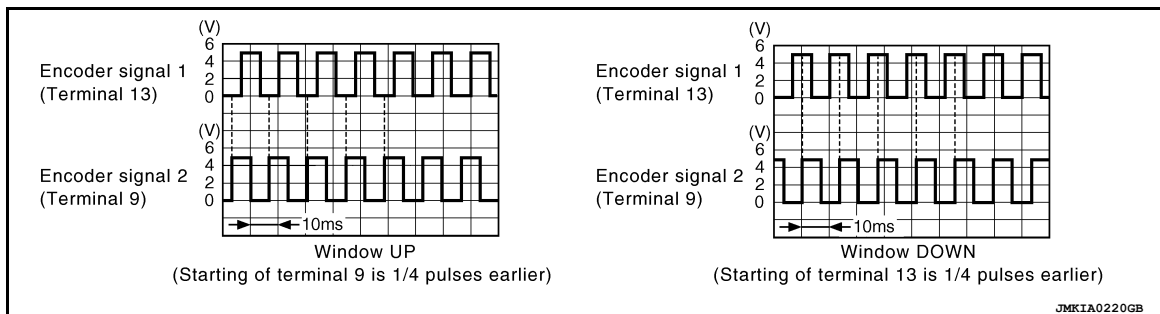 (V)
6
4
2
0
Encoder signal 1
(Terminal 13)
(V)
6
4
2
0
Encoder signal 2
(Terminal 9)
10ms
Window UP
(Starting of terminal 9 is 1/4 pulses earlier)
(V)
6
4
2
0
Encoder signal 1
(Terminal 13)
(V)
6
4
2
0
Encoder signal 2
(Terminal 9)
10ms
Window DOWN
(Starting of terminal 13 is 1/4 pulses earlier)
JMKIA0220GB